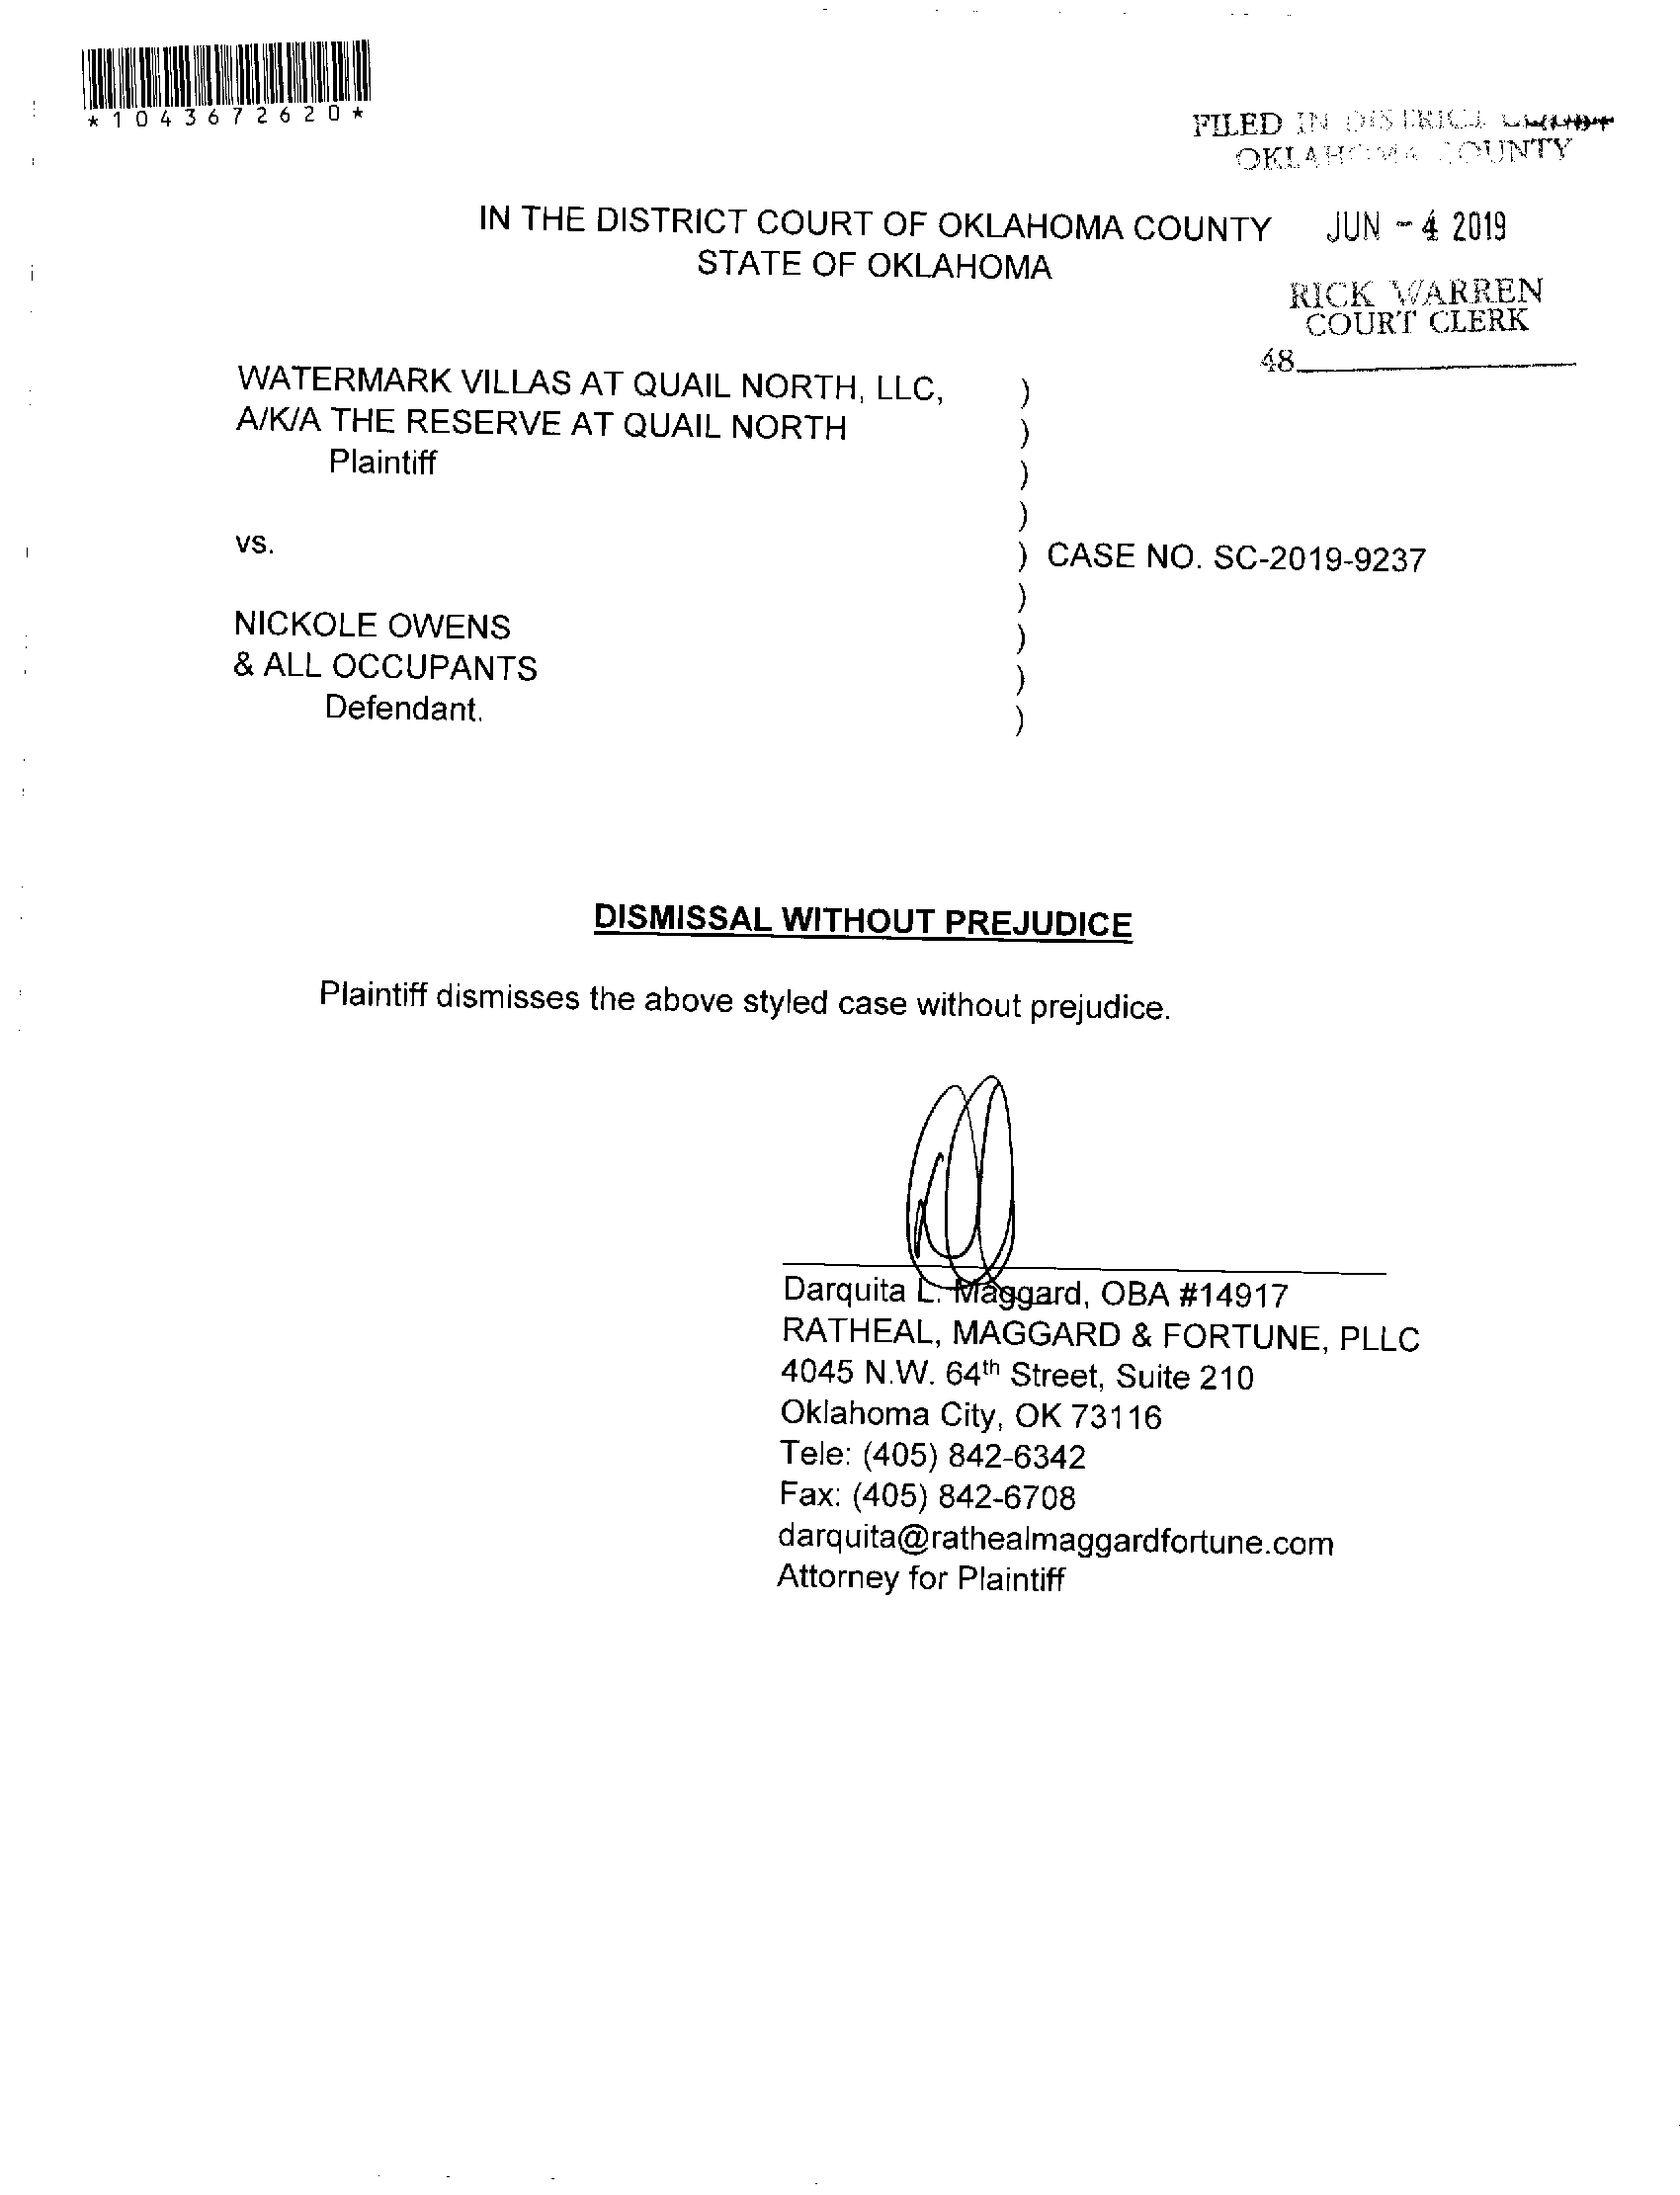 *1043672620*
FILED IN DISTRICT
OKLAHOMA COUNTY
IN THE DISTRICT COURT OF OKLAHOMA COUNTY
JUN - 4 2019
STATE OF OKLAHOMA
RICK WARREN
COURT CLERK
48
WATERMARK VILLAS AT QUAIL NORTH, LLC, )
A/K/A THE RESERVE AT QUAIL NORTH )
Plaintiff )
)
vs. ) CASE NO. SC-2019-9237
)
NICKOLE OWENS )
& ALL OCCUPANTS )
Defendant. )
DISMISSAL WITHOUT PREJUDICE
Plaintiff dismisses the above styled case without prejudice.
Darquita L. Maggard, OBA #14917
RATHEAL, MAGGARD & FORTUNE, PLLC
4045 N.W. 64th Street, Suite 210
Oklahoma City, OK 73116
Tele: (405) 842-6342
Fax: (405) 842-6708
darquita@rathealmaggardfortune.com
Attorney for Plaintiff